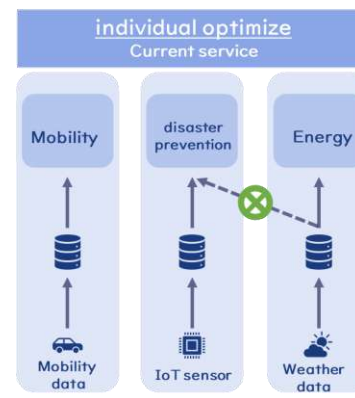 individual optimize
Current service
Mobility
disaster
prevention
Energy
Mobility
data
IoT sensor
Weather
data